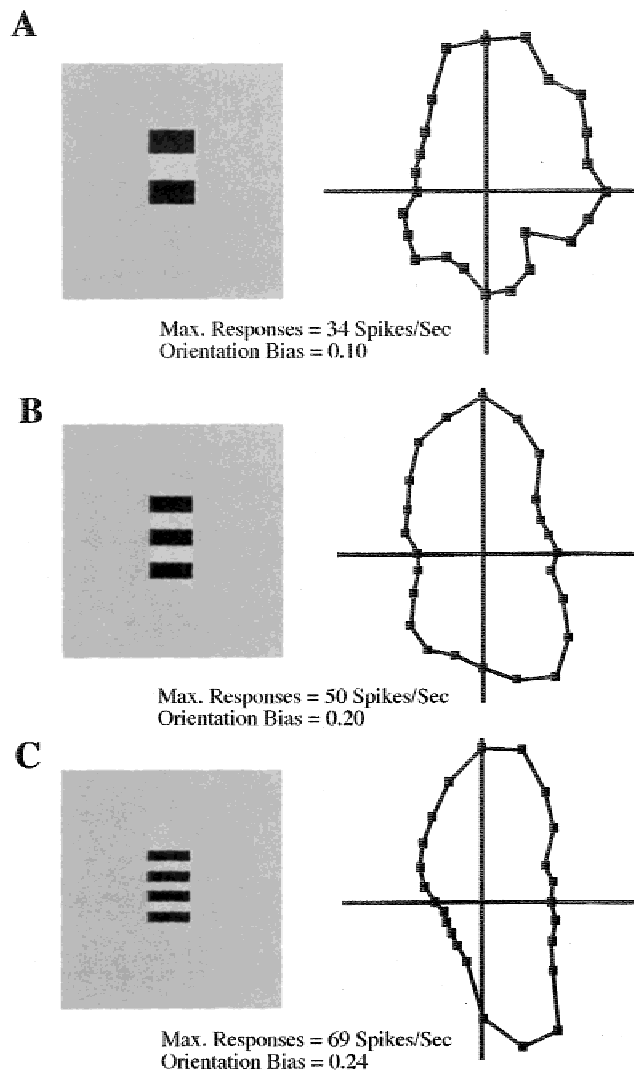 A
Max. Responses = 34 Spikes/Sec
Orientation Bias = 0.10
B
Max. Responses = 50 Spikes/Sec
Orientation Bias = 0.20
C
Max. Responses = 69 Spikes/Sec
Orientation Bias = 0.24